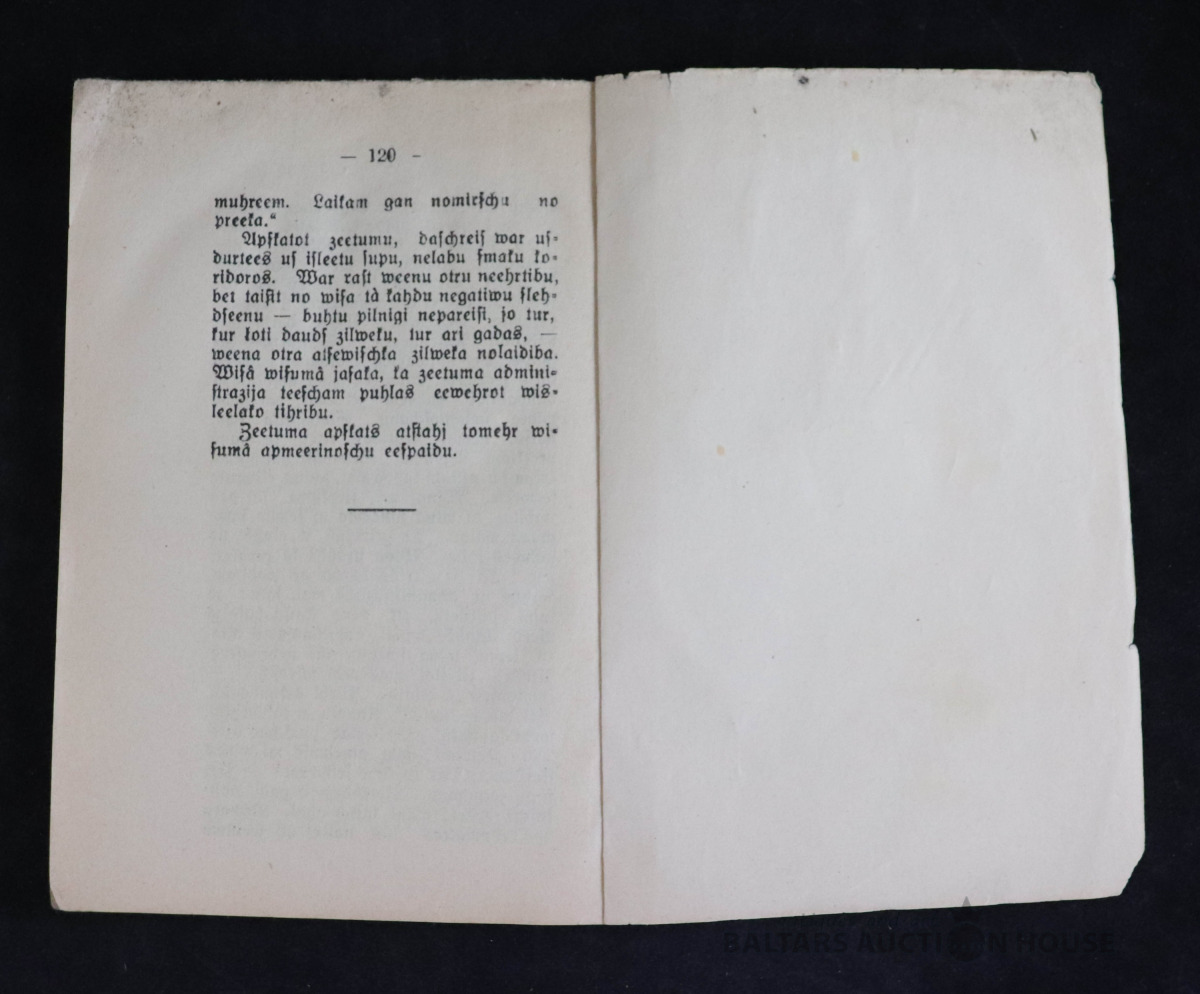 — 120 -
muhreem. Laikam gan nomirſchu no
preeka."
Apſkatot zeetumu, daſchreiſ war uſ-
durtees uſ iſleetu ſupu, nelabu ſmaku ko-
ridoros. War raſt weenu otru neehrtibu,
bet taiſit no wiſa tà kahdu negatiwu ſleh-
dſeenu — buhtu pilnigi nepareiſi, jo tur,
kur ļoti daudſ zilweku, tur ari gadas, —
weena otra atſewiſchka zilweka nolaidiba.
Wiſâ wiſumâ jaſaka, ka zeetuma admini-
ſtrazija teeſcham puhlas eewehrot wis-
leelako tihribu.
Zeetuma apſkats atſtahj tomehr wi-
ſumâ apmeerinoſchu eeſpaidu.
BALTARS AUCTION HOUSE